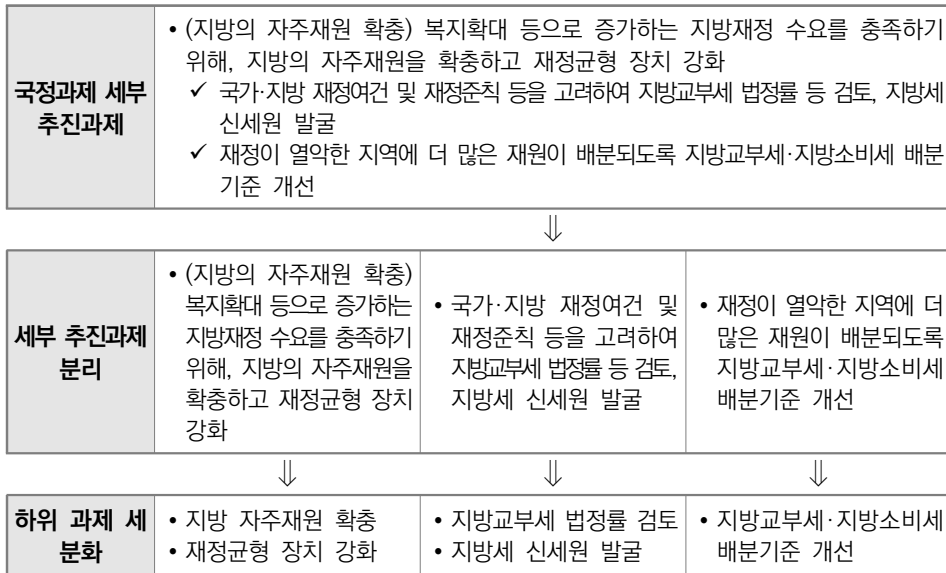 국정과제 세부
추진과제
• (지방의 자주재원 확충) 복지확대 등으로 증가하는 지방재정 수요를 충족하기
위해, 지방의 자주재원을 확충하고 재정균형 장치 강화
✓ 국가·지방 재정여건 및 재정준칙 등을 고려하여 지방교부세 법정률 등 검토, 지방세
신세원 발굴
✓ 재정이 열악한 지역에 더 많은 재원이 배분되도록 지방교부세·지방소비세 배분
기준 개선
⇓
세부 추진과제
분리
• (지방의 자주재원 확충)
복지확대 등으로 증가하는
지방재정 수요를 충족하기
위해, 지방의 자주재원을
확충하고 재정균형 장치
강화
• 국가·지방 재정여건 및
재정준칙 등을 고려하여
지방교부세 법정률 등 검토,
지방세 신세원 발굴
• 재정이 열악한 지역에 더
많은 재원이 배분되도록
지방교부세·지방소비세
배분기준 개선
⇓ ⇓ ⇓
하위 과제 세
분화
• 지방 자주재원 확충
• 재정균형 장치 강화
• 지방교부세 법정률 검토
• 지방세 신세원 발굴
• 지방교부세·지방소비세
배분기준 개선